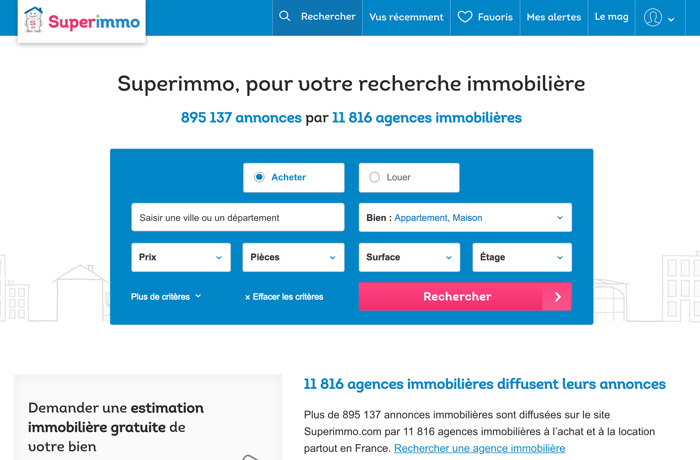 Superimmo
Rechercher
Vus récemment
Favoris
Mes alertes
Le mag
Superimmo, pour votre recherche immobilière
895 137 annonces par 11 816 agences immobilières
Acheter
Louer
Saisir une ville ou un département
Bien : Appartement, Maison
Prix
Pièces
Surface
Étage
Plus de critères
x Effacer les critères
Rechercher
Demander une estimation
immobilière gratuite de
votre bien
11 816 agences immobilières diffusent leurs annonces
Plus de 895 137 annonces immobilières sont diffusées sur le site
Superimmo.com par 11 816 agences immobilières à l'achat et à la location
partout en France. Rechercher une agence immobilière